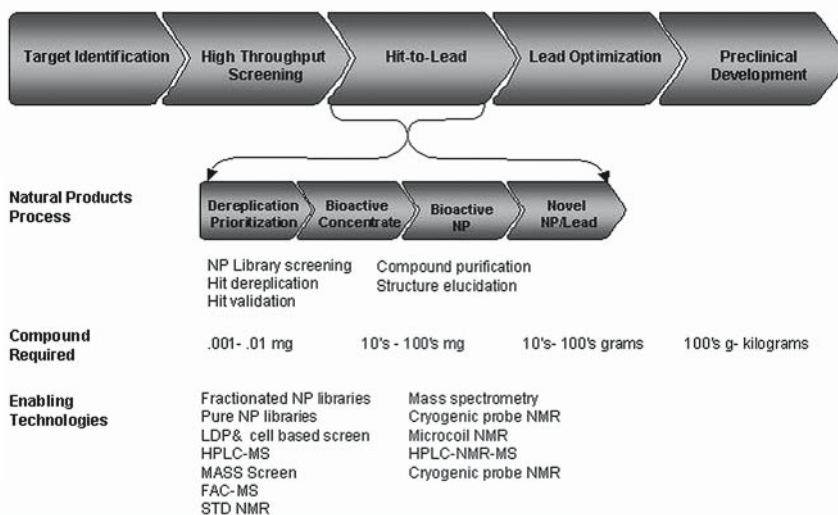 Target Identification
High Throughput
Screening
Hit-to-Lead
Lead Optimization
Preclinical
Development
Natural Products
Process
Dereplication
Prioritization
Bioactive
Concentrate
Bioactive
NP
Novel
NP/Lead
NP Library screening
Hit dereplication
Hit validation
Compound purification
Structure elucidation
Compound
Required
.001- .01 mg
10's - 100's mg
10's- 100's grams
100's g- kilograms
Enabling
Technologies
Fractionated NP libraries
Pure NP libraries
LDP& cell based screen
HPLC-MS
MASS Screen
FAC-MS
STD NMR
Mass spectrometry
Cryogenic probe NMR
Microcoil NMR
HPLC-NMR-MS
Cryogenic probe NMR